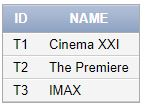 ID NAME
T1 Cinema XXI
T2 The Premiere
T3 IMAX